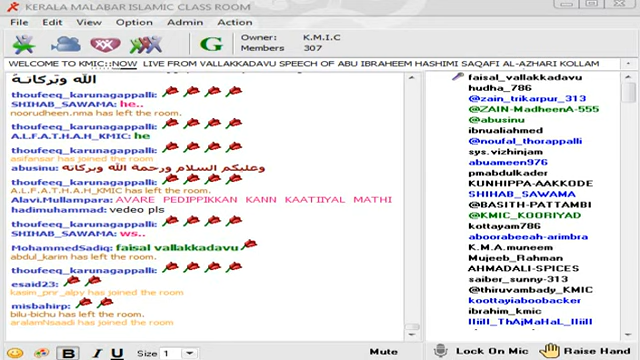 KERALA MALABAR ISLAMIC CLASS ROOM
File Edit View Option Admin Action
G Owner: K.M.I.C
Members 307
WELCOME TO KMIC::NOW LIVE FROM VALLAKKADAVU SPEECH OF ABU IBRAHEEM HASHIMI SAQAFI AL-AZHARI KOLLAM
الله وبركاته
thoufeeq_karunagappalli:
SHIHAB_SAWAMA: he..
noorudheen.nma has left the room.
thoufeeq_karunagappalli:
A.L.F.A.T.H.A.H_KMIC: he
thoufeeq_karunagappalli:
asifansar has joined the room
abusinu: وعليكم السلام ورحمة الله وبركاته
thoufeeq_karunagappalli:
A.L.F.A.T.H.A.H_KMIC has left the room.
Alavi.Mullampara: AVARE PEDIPPIKKAN KANN KAATIIYAL MATHI
hadimuhammad: vedeo pls
thoufeeq_karunagappalli:
SHIHAB_SAWAMA: ws..
MohammedSadiq: faisal vallakkadavu
abdul_karim has left the room.
thoufeeq_karunagappalli:
esaid23:
kasim_pnr_alpy has joined the room
misbahirp:
bilu-bichu has left the room.
aralamNaaadi has joined the room
faisal_vallakkadavu
hudha_786
@zain_trikarpur_313
@ZAIN-MadheenA-555
@abusinu
ibnualiahmed
@noufal_thorappali
sys.vizhinjam
abuameen976
pmabdulkader
KUNHIPPA-AAKKODE
SHIHAB_SAWAMA
@BASITH-PATTAMBI
@KMIC_KOORIYAD
kottayam786
aboorabeeah-arimbra
K.M.A.muneem
Mujeeb_Rahman
AHMADALI-SPICES
saiber_sunny-313
@thiruvambady_KMIC
koottayiaboobacker
ibrahim_kmic
B I U Size 1 Mute Lock On Mic Raise Hand